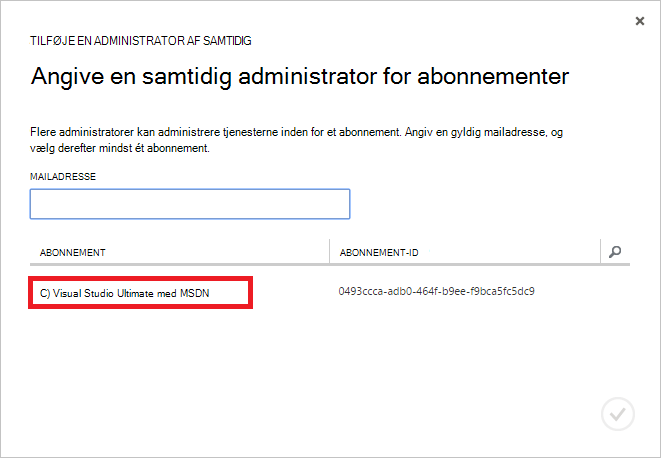 TILFØJE EN ADMINISTRATOR AF SAMTIDIG
Angive en samtidig administrator for abonnementer
Flere administratorer kan administrere tjenesterne inden for et abonnement. Angiv en gyldig mailadresse, og
vælg derefter mindst ét abonnement.
MAILADRESSE
ABONNEMENT ABONNEMENT-ID
C) Visual Studio Ultimate med MSDN 0493ccca-adb0-464f-b9ee-f9bca5fc5dc9